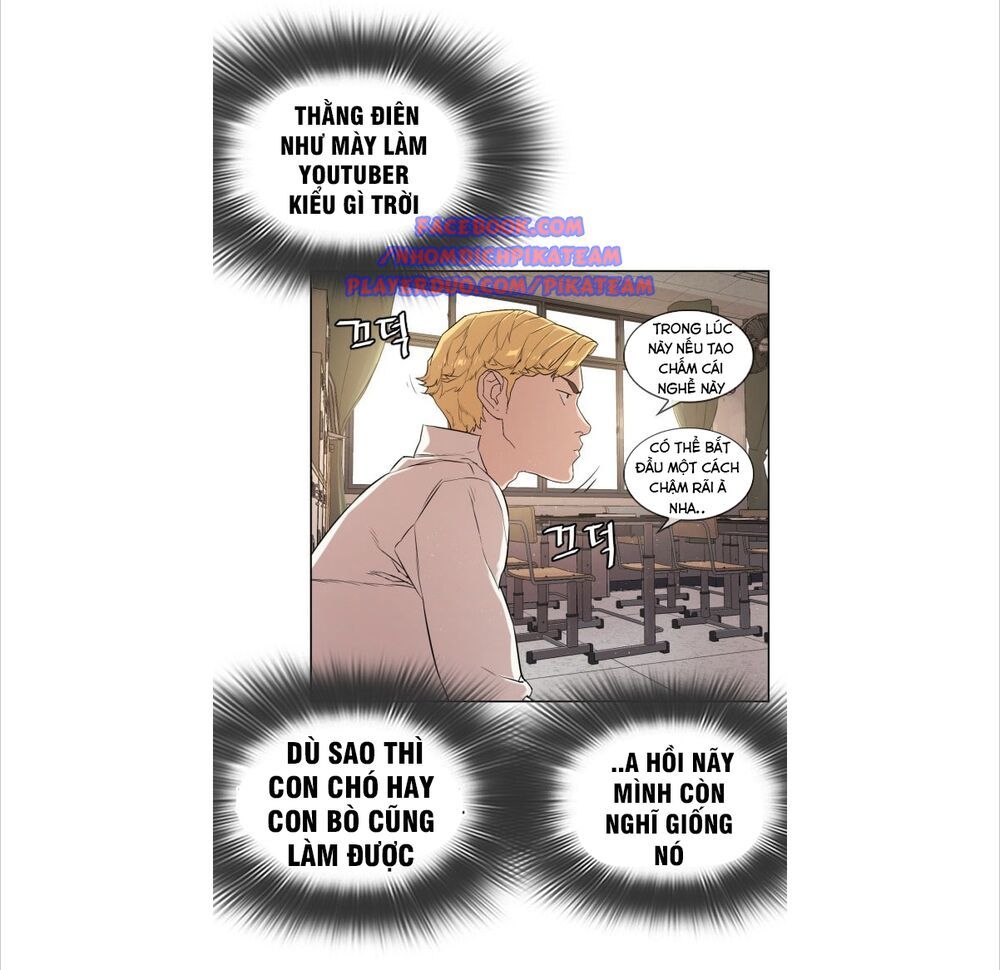 THẰNG ĐIÊN
NHƯ MÀY LÀM
YOUTUBER
KIỂU GÌ TRỜI
FACEBOOK.COM
/NHOMDICHPIKATEAM
PLAYERDUO.COM/PIKATEAM
끄덕
TRONG LÚC
NÀY NẾU TAO
CHẤM CÁI
NGHỀ NÀY
CÓ THỂ BẮT
ĐẦU MỘT CÁCH
CHẬM RÃI À
NHA..
끄덕
DÙ SAO THÌ
CON CHÓ HAY
CON BÒ CŨNG
LÀM ĐƯỢC
..A HỒI NÃY
MÌNH CÒN
NGHĨ GIỐNG
NÓ